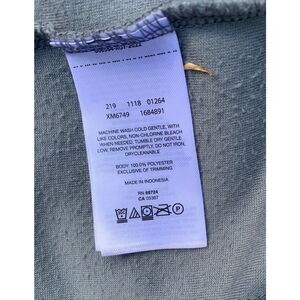 219 1118 01264
XM6749 1684891
MACHINE WASH COLD GENTLE, WITH
LIKE COLORS, NON-CHLORINE BLEACH
WHEN NEEDED, TUMBLE DRY GENTLE
LOW, REMOVE PROMPTLY, DO NOT IRON,
DRYCLEANABLE
BODY: 100.0% POLYESTER
EXCLUSIVE OF TRIMMING
MADE IN INDONESIA
RN 89724
CA 05367
P